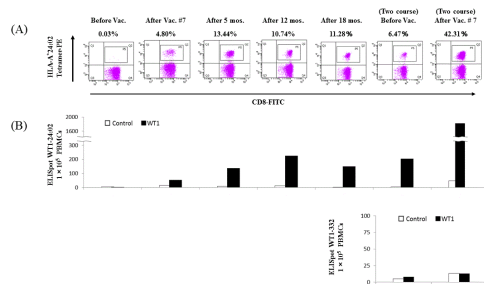 (A)
Before Vac.
After Vac. #7
After 5 mos.
After 12 mos.
After 18 mos.
(Two course)
Before Vac.
(Two course)
After Vac. # 7
0.03%
4.80%
13.44%
10.74%
11.28%
6.47%
42.31%
HLA-A*24:02
Tetramer-PE
CD8-FITC
(B)
ELISpot WT1-24:02
1 × 10⁵ PBMCs
Control
WT1
2000
1000
300
200
100
0
ELISpot WT1-332
1 × 10⁵ PBMCs
Control
WT1
100
75
50
25
0